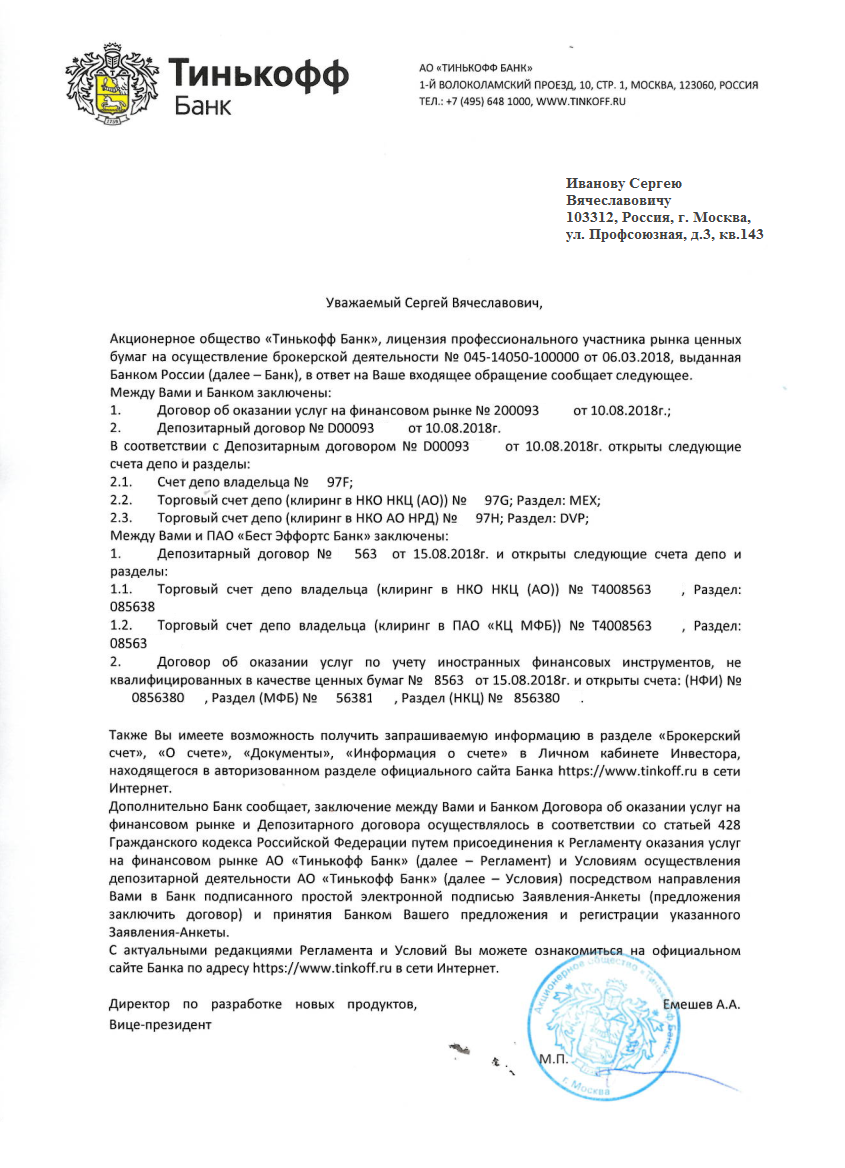 Тинькофф
Банк
АО «ТИНЬКОФФ БАНК»
1-Й ВОЛОКОЛАМСКИЙ ПРОЕЗД, 10, СТР. 1, МОСКВА, 123060, РОССИЯ
ТЕЛ.: +7 (495) 648 1000, WWW.TINKOFF.RU
Иванову Сергею
Вячеславовичу
103312, Россия, г. Москва,
ул. Профсоюзная, д.3, кв.143
Уважаемый Сергей Вячеславович,
Акционерное общество «Тинькофф Банк», лицензия профессионального участника рынка ценных
бумаг на осуществление брокерской деятельности № 045-14050-100000 от 06.03.2018, выданная
Банком России (далее – Банк), в ответ на Ваше входящее обращение сообщает следующее.
Между Вами и Банком заключены:
1. Договор об оказании услуг на финансовом рынке № 200093 от 10.08.2018г.;
2. Депозитарный договор № D00093 от 10.08.2018г.
В соответствии с Депозитарным договором № D00093 от 10.08.2018г. открыты следующие
счета депо и разделы:
2.1. Счет депо владельца № 97F;
2.2. Торговый счет депо (клиринг в НКО НКЦ (АО)) № 97G; Раздел: MEX;
2.3. Торговый счет депо (клиринг в НКО АО НРД) № 97H; Раздел: DVP;
Между Вами и ПАО «Бест Эффортс Банк» заключены:
1. Депозитарный договор № 563 от 15.08.2018г. и открыты следующие счета депо и
разделы:
1.1. Торговый счет депо владельца (клиринг в НКО НКЦ (АО)) № Т4008563 , Раздел:
085638
1.2. Торговый счет депо владельца (клиринг в ПАО «КЦ МФБ)) № Т4008563 , Раздел:
08563
2. Договор об оказании услуг по учету иностранных финансовых инструментов, не
квалифицированных в качестве ценных бумаг № 8563 от 15.08.2018г. и открыты счета: (НФИ) №
0856380 , Раздел (МФБ) № 56381 , Раздел (НКЦ) № 856380 .
Также Вы имеете возможность получить запрашиваемую информацию в разделе «Брокерский
счет», «О счете», «Документы», «Информация о счете» в Личном кабинете Инвестора,
находящегося в авторизованном разделе официального сайта Банка https://www.tinkoff.ru в сети
Интернет.
Дополнительно Банк сообщает, заключение между Вами и Банком Договора об оказании услуг на
финансовом рынке и Депозитарного договора осуществлялось в соответствии со статьей 428
Гражданского кодекса Российской Федерации путем присоединения к Регламенту оказания услуг
на финансовом рынке АО «Тинькофф Банк» (далее – Регламент) и Условиям осуществления
депозитарной деятельности АО «Тинькофф Банк» (далее – Условия) посредством направления
Вами в Банк подписанного простой электронной подписью Заявления-Анкеты (предложения
заключить договор) и принятия Банком Вашего предложения и регистрации указанного
Заявления-Анкеты.
С актуальными редакциями Регламента и Условий Вы можете ознакомиться на официальном
сайте Банка по адресу https://www.tinkoff.ru в сети Интернет.
Директор по разработке новых продуктов, Емешев А.А.
Вице-президент
М.П.
Акционерное общество «Тинькофф Банк»
г. Москва